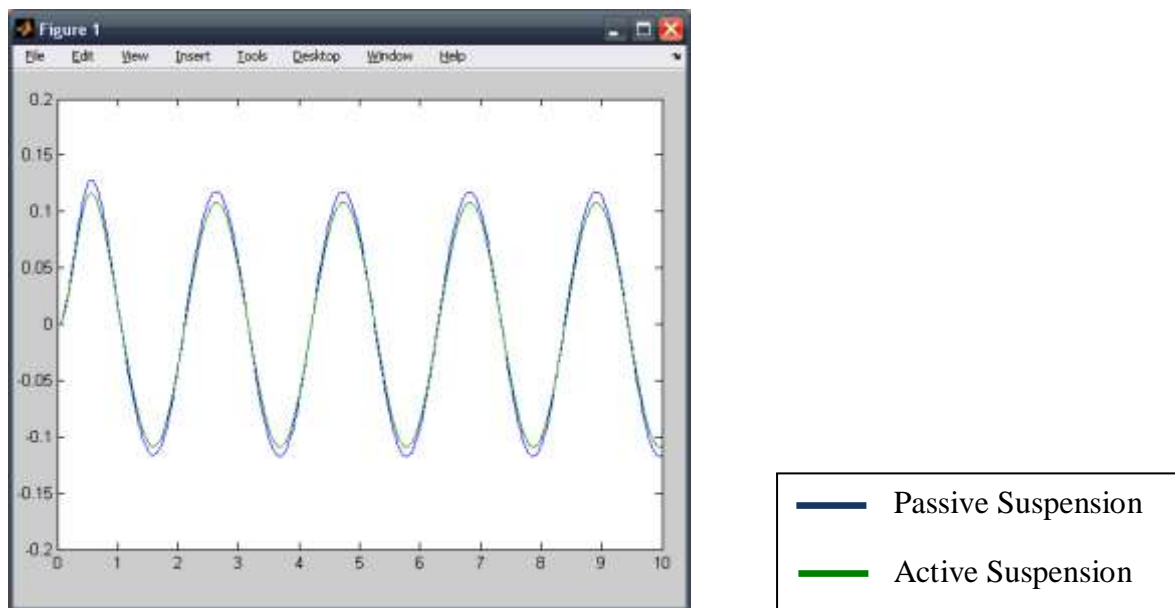 Figure 1
File Edit View Insert Tools Desktop Window Help
0.2
0.15
0.1
0.05
0
-0.05
-0.1
-0.15
-0.2
0 1 2 3 4 5 6 7 8 9 10
Passive Suspension
Active Suspension